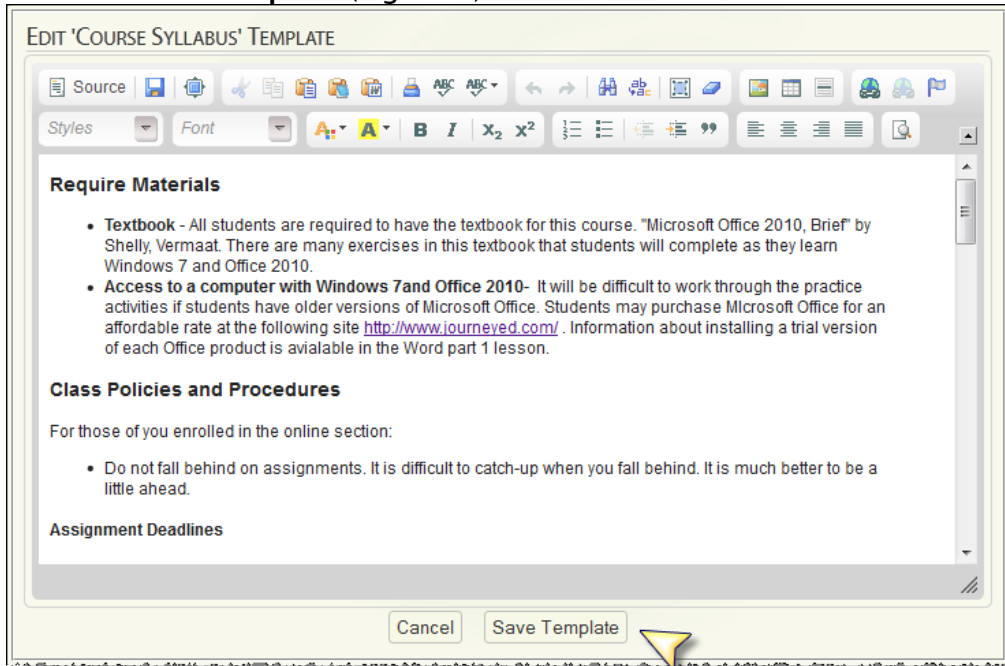 EDIT 'COURSE SYLLABUS' TEMPLATE
Source ABC ABC
Styles Font A A B I X₂ X²
Require Materials
• Textbook - All students are required to have the textbook for this course. "Microsoft Office 2010, Brief" by
Shelly, Vermaat. There are many exercises in this textbook that students will complete as they learn
Windows 7 and Office 2010.
• Access to a computer with Windows 7and Office 2010- It will be difficult to work through the practice
activities if students have older versions of Microsoft Office. Students may purchase MIcrosoft Office for an
affordable rate at the following site http://www.journeyed.com/ . Information about installing a trial version
of each Office product is avialable in the Word part 1 lesson.
Class Policies and Procedures
For those of you enrolled in the online section:
• Do not fall behind on assignments. It is difficult to catch-up when you fall behind. It is much better to be a
little ahead.
Assignment Deadlines
Cancel Save Template